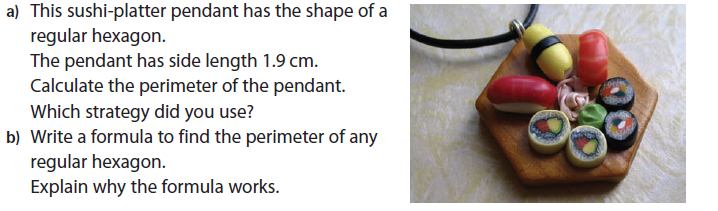 a) This sushi-platter pendant has the shape of a
regular hexagon.
The pendant has side length 1.9 cm.
Calculate the perimeter of the pendant.
Which strategy did you use?
b) Write a formula to find the perimeter of any
regular hexagon.
Explain why the formula works.